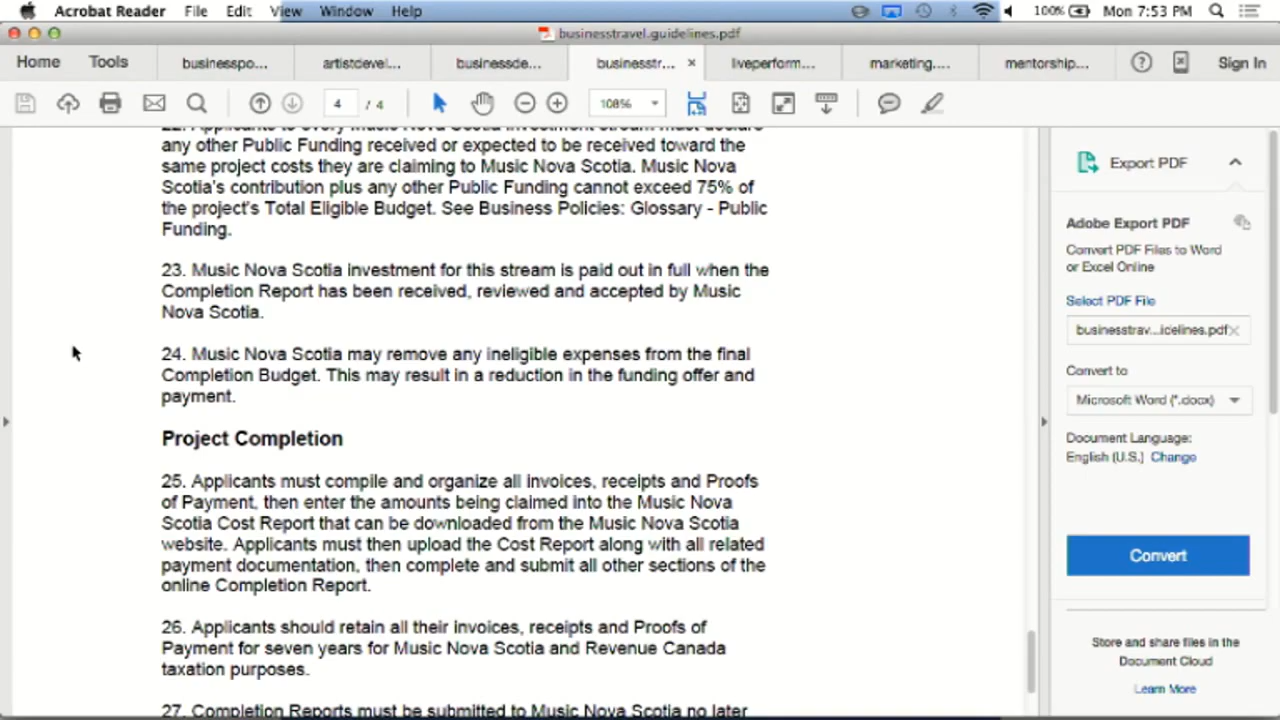 Acrobat Reader File Edit View Window Help 100% Mon 7:53 PM
businesstravel.guidelines.pdf
Home Tools businesspo... artistdevel.... businessde... businesstr... × liveperform... marketing.... mentorship... Sign In
4 / 4 108%
22. Applicants to every Music Nova Scotia investment stream must declare
any other Public Funding received or expected to be received toward the
same project costs they are claiming to Music Nova Scotia. Music Nova
Scotia's contribution plus any other Public Funding cannot exceed 75% of
the project's Total Eligible Budget. See Business Policies: Glossary - Public
Funding.
23. Music Nova Scotia investment for this stream is paid out in full when the
Completion Report has been received, reviewed and accepted by Music
Nova Scotia.
24. Music Nova Scotia may remove any ineligible expenses from the final
Completion Budget. This may result in a reduction in the funding offer and
payment.
Project Completion
25. Applicants must compile and organize all invoices, receipts and Proofs
of Payment, then enter the amounts being claimed into the Music Nova
Scotia Cost Report that can be downloaded from the Music Nova Scotia
website. Applicants must then upload the Cost Report along with all related
payment documentation, then complete and submit all other sections of the
online Completion Report.
26. Applicants should retain all their invoices, receipts and Proofs of
Payment for seven years for Music Nova Scotia and Revenue Canada
taxation purposes.
27. Completion Reports must be submitted to Music Nova Scotia no later
Export PDF
Adobe Export PDF
Convert PDF Files to Word
or Excel Online
Select PDF File
businesstrav...idelines.pdf ×
Convert to
Microsoft Word (*.docx)
Document Language:
English (U.S.) Change
Convert
Store and share files in the
Document Cloud
Learn More